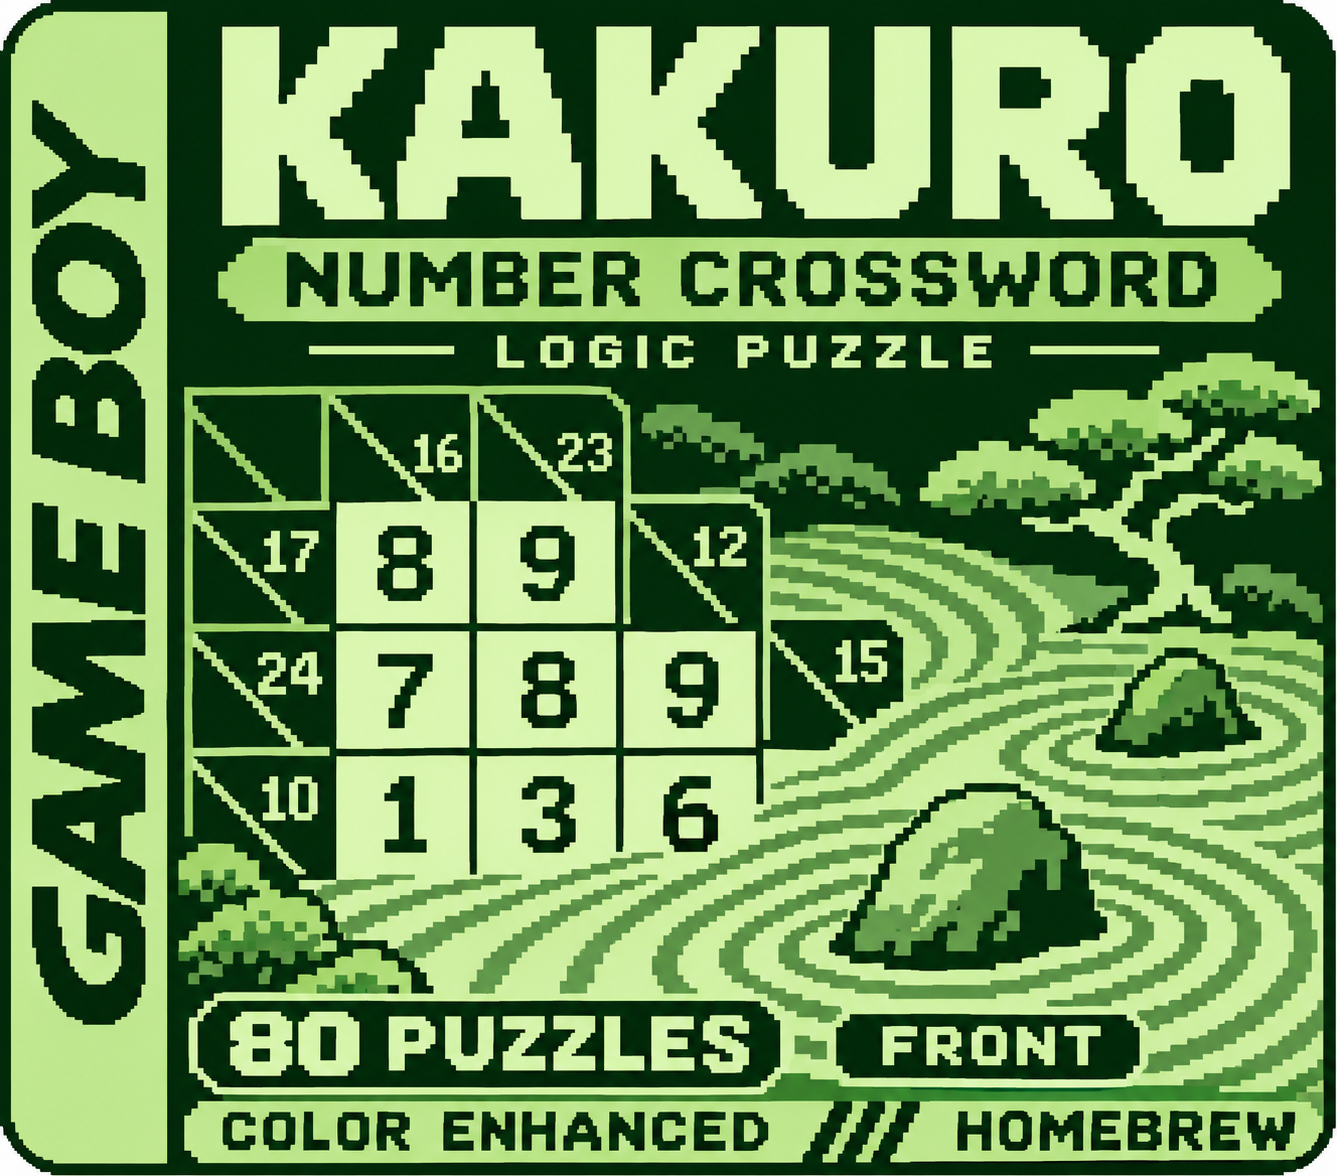 GAME BOY
KAKURO
NUMBER CROSSWORD
LOGIC PUZZLE
16 23
17 8 9 12
24 7 8 9 15
10 1 3 6
80 PUZZLES FRONT
COLOR ENHANCED /// HOMEBREW